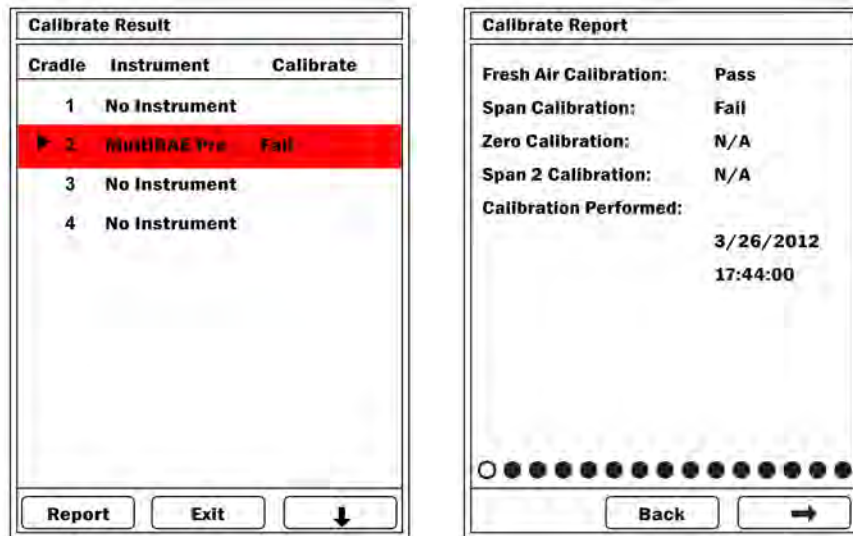 Calibrate Result
Cradle Instrument Calibrate
1 No Instrument
2 MultiRAE Pro Fail
3 No Instrument
4 No Instrument
Report Exit
Calibrate Report
Fresh Air Calibration: Pass
Span Calibration: Fail
Zero Calibration: N/A
Span 2 Calibration: N/A
Calibration Performed:
3/26/2012
17:44:00
Back